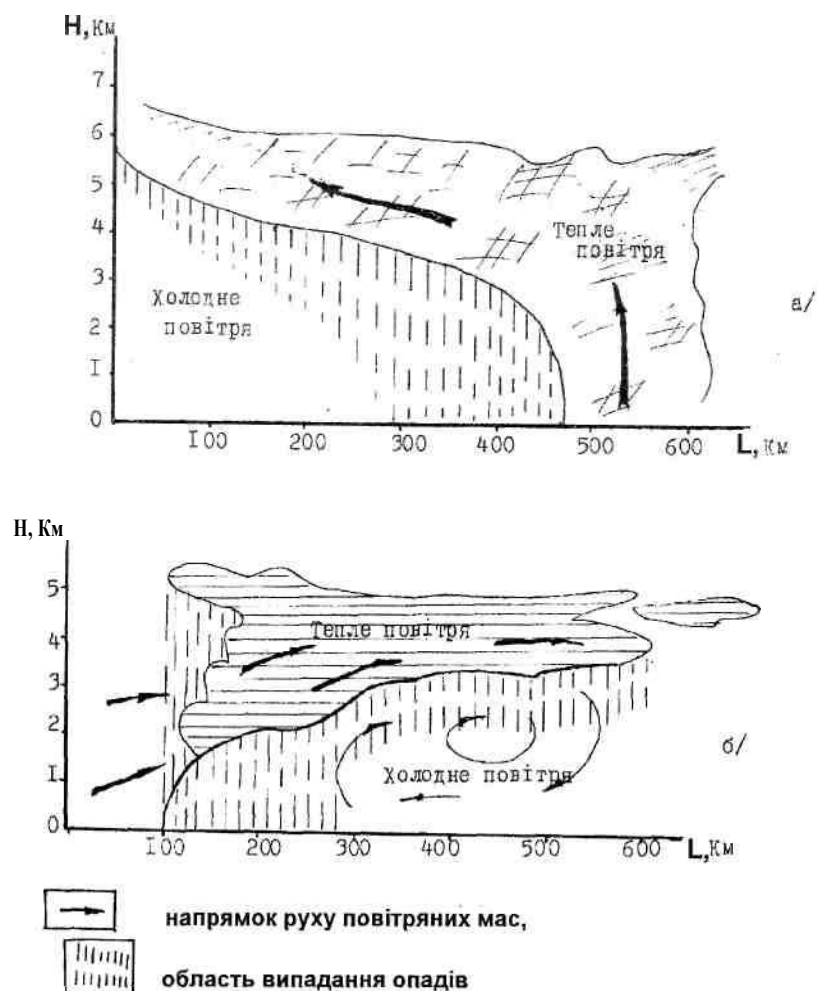 H, Км
7
6
5
4
3
2
I
0
Тепле
повітря
Холодне
повітря
а/
I00 200 300 400 500 600 L, Км
Н, Км
5
4
3
2
I
0
Тепле повітря
Холодне повітря
б/
I00 200 300 400 500 600 L, Км
напрямок руху повітряних мас,
область випадання опадів